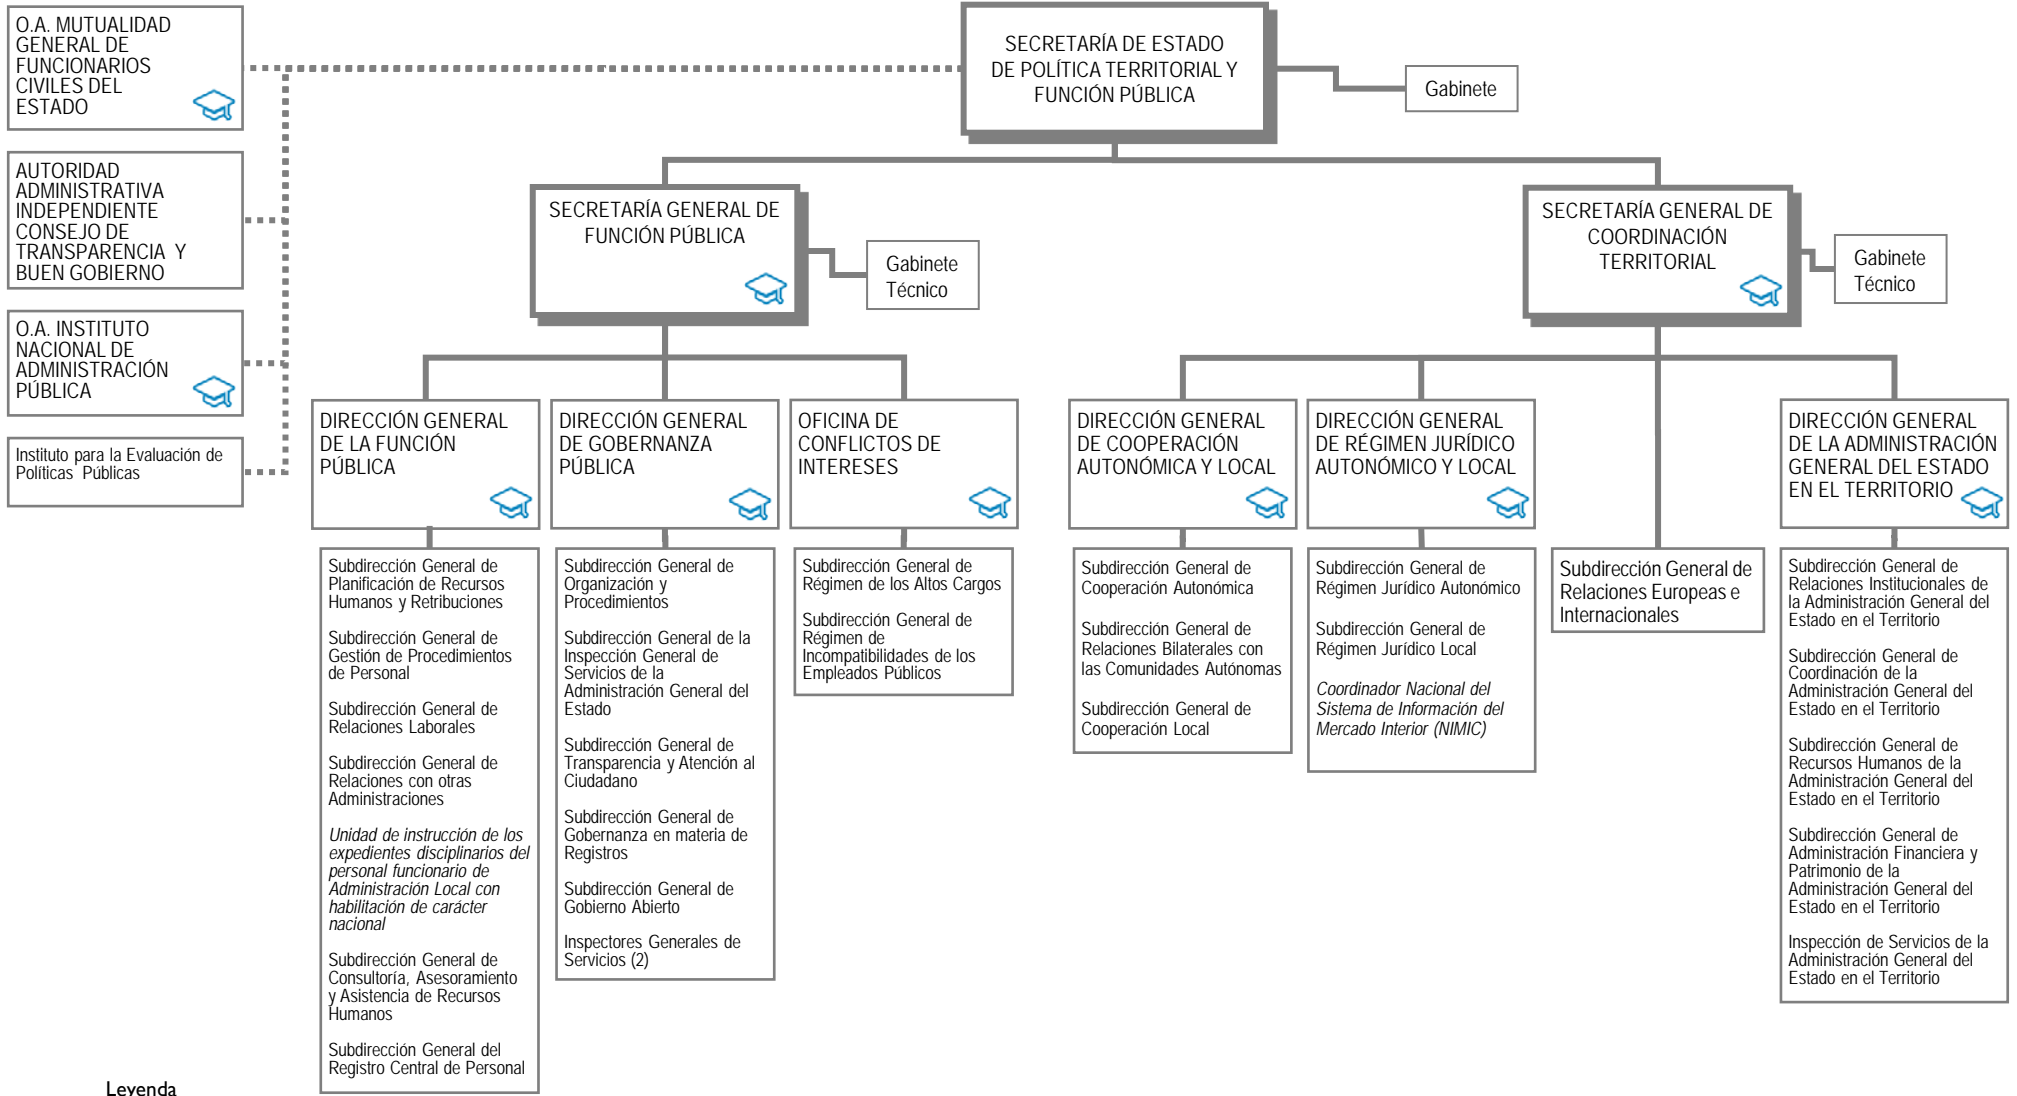 O.A. MUTUALIDAD
GENERAL DE
FUNCIONARIOS
CIVILES DEL
ESTADO
AUTORIDAD
ADMINISTRATIVA
INDEPENDIENTE
CONSEJO DE
TRANSPARENCIA Y
BUEN GOBIERNO
O.A. INSTITUTO
NACIONAL DE
ADMINISTRACIÓN
PÚBLICA
Instituto para la Evaluación de
Políticas Públicas
SECRETARÍA DE ESTADO
DE POLÍTICA TERRITORIAL Y
FUNCIÓN PÚBLICA
Gabinete
SECRETARÍA GENERAL DE
FUNCIÓN PÚBLICA
Gabinete
Técnico
SECRETARÍA GENERAL DE
COORDINACIÓN
TERRITORIAL
Gabinete
Técnico
DIRECCIÓN GENERAL
DE LA FUNCIÓN
PÚBLICA
DIRECCIÓN GENERAL
DE GOBERNANZA
PÚBLICA
OFICINA DE
CONFLICTOS DE
INTERESES
DIRECCIÓN GENERAL
DE COOPERACIÓN
AUTONÓMICA Y LOCAL
DIRECCIÓN GENERAL
DE RÉGIMEN JURÍDICO
AUTONÓMICO Y LOCAL
DIRECCIÓN GENERAL
DE LA ADMINISTRACIÓN
GENERAL DEL ESTADO
EN EL TERRITORIO
Subdirección General de
Planificación de Recursos
Humanos y Retribuciones
Subdirección General de
Gestión de Procedimientos
de Personal
Subdirección General de
Relaciones Laborales
Subdirección General de
Relaciones con otras
Administraciones
Unidad de instrucción de los
expedientes disciplinarios del
personal funcionario de
Administración Local con
habilitación de carácter
nacional
Subdirección General de
Consultoría, Asesoramiento
y Asistencia de Recursos
Humanos
Subdirección General del
Registro Central de Personal
Subdirección General de
Organización y
Procedimientos
Subdirección General de la
Inspección General de
Servicios de la
Administración General del
Estado
Subdirección General de
Transparencia y Atención al
Ciudadano
Subdirección General de
Gobernanza en materia de
Registros
Subdirección General de
Gobierno Abierto
Inspectores Generales de
Servicios (2)
Subdirección General de
Régimen de los Altos Cargos
Subdirección General de
Régimen de
Incompatibilidades de los
Empleados Públicos
Subdirección General de
Cooperación Autonómica
Subdirección General de
Relaciones Bilaterales con
las Comunidades Autónomas
Subdirección General de
Cooperación Local
Subdirección General de
Régimen Jurídico Autonómico
Subdirección General de
Régimen Jurídico Local
Coordinador Nacional del
Sistema de Información del
Mercado Interior (NIMIC)
Subdirección General de
Relaciones Europeas e
Internacionales
Subdirección General de
Relaciones Institucionales de
la Administración General del
Estado en el Territorio
Subdirección General de
Coordinación de la
Administración General del
Estado en el Territorio
Subdirección General de
Recursos Humanos de la
Administración General del
Estado en el Territorio
Subdirección General de
Administración Financiera y
Patrimonio de la
Administración General del
Estado en el Territorio
Inspección de Servicios de la
Administración General del
Estado en el Territorio
Leyenda